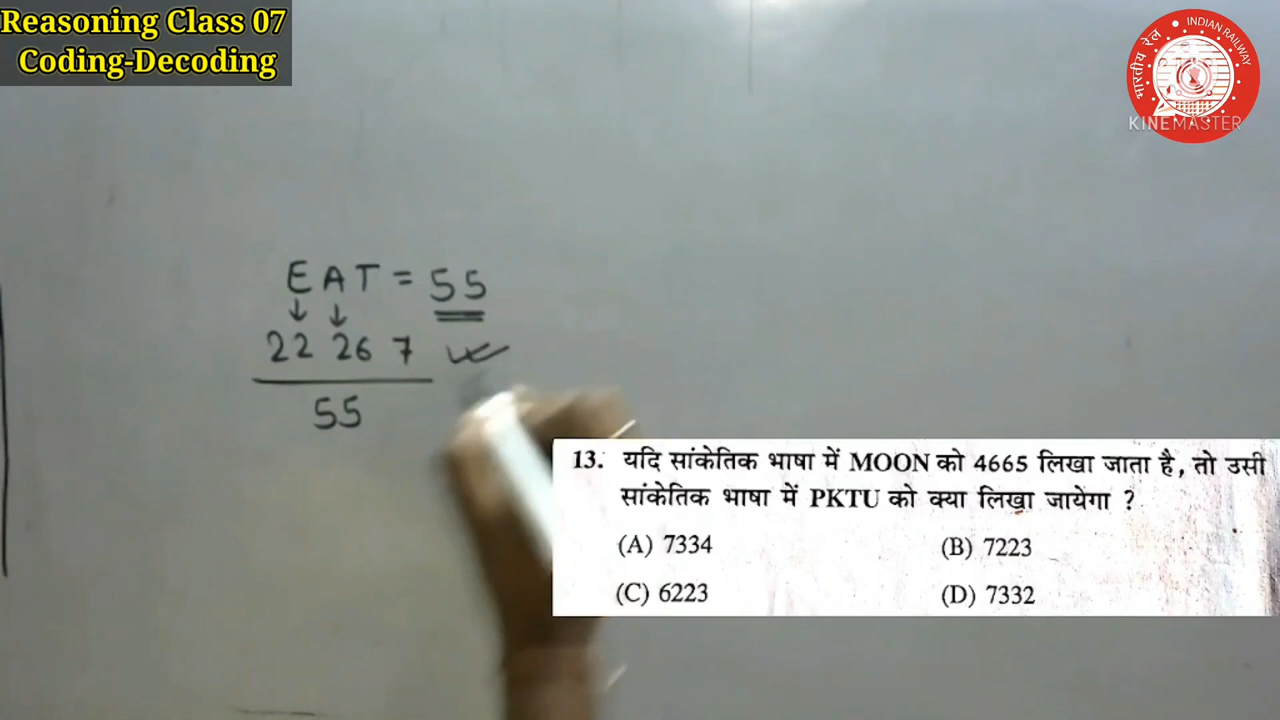 Reasoning Class 07
Coding-Decoding
भारतीय रेल
INDIAN RAILWAY
KINEMASTER
EAT = 55
22 26 7
55
13. यदि सांकेतिक भाषा में MOON को 4665 लिखा जाता है, तो उसी
सांकेतिक भाषा में PKTU को क्या लिखा जायेगा ?
(A) 7334 (B) 7223
(C) 6223 (D) 7332